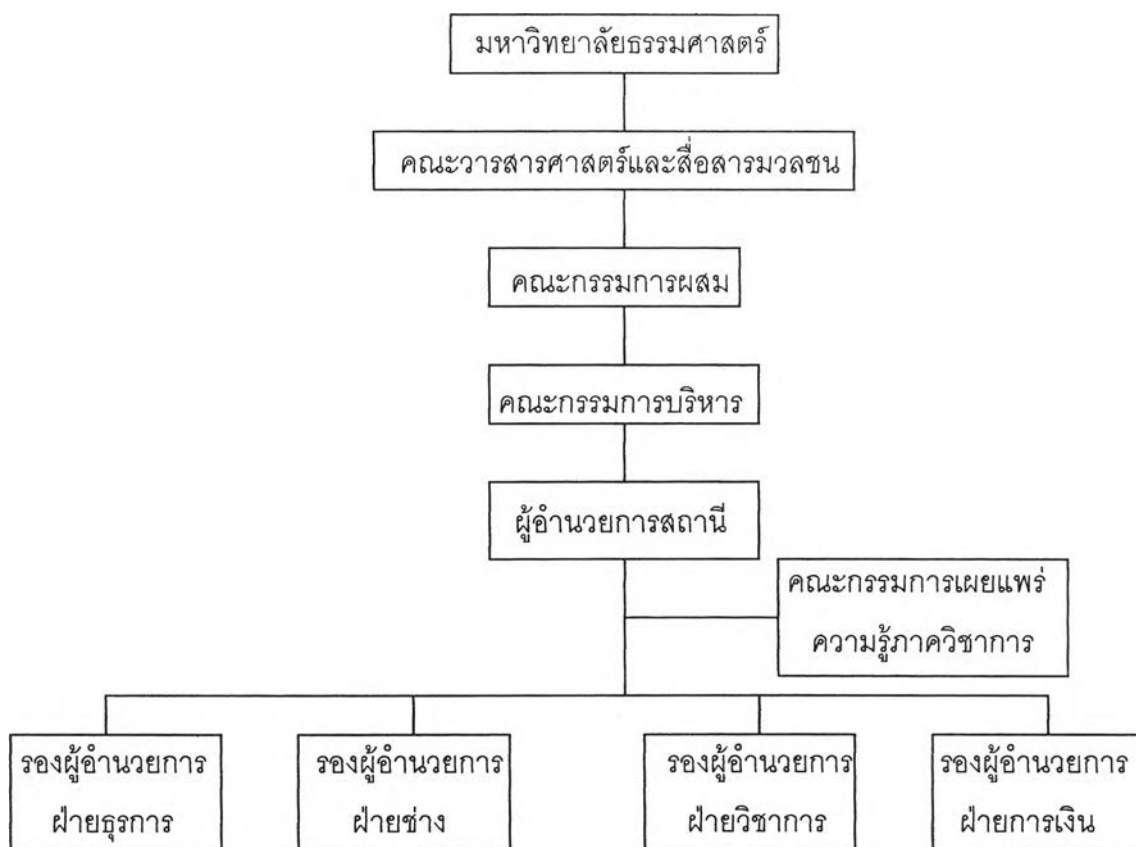 มหาวิทยาลัยธรรมศาสตร์
คณะวารสารศาสตร์และสื่อสารมวลชน
คณะกรรมการผสม
คณะกรรมการบริหาร
ผู้อำนวยการสถานี
คณะกรรมการเผยแพร่
ความรู้ภาควิชาการ
รองผู้อำนวยการ
ฝ่ายธุรการ
รองผู้อำนวยการ
ฝ่ายช่าง
รองผู้อำนวยการ
ฝ่ายวิชาการ
รองผู้อำนวยการ
ฝ่ายการเงิน